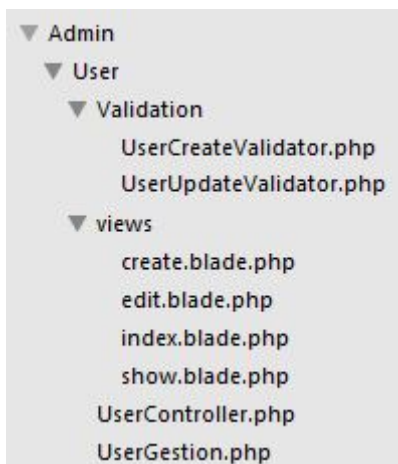 Admin
User
Validation
UserCreateValidator.php
UserUpdateValidator.php
views
create.blade.php
edit.blade.php
index.blade.php
show.blade.php
UserController.php
UserGestion.php